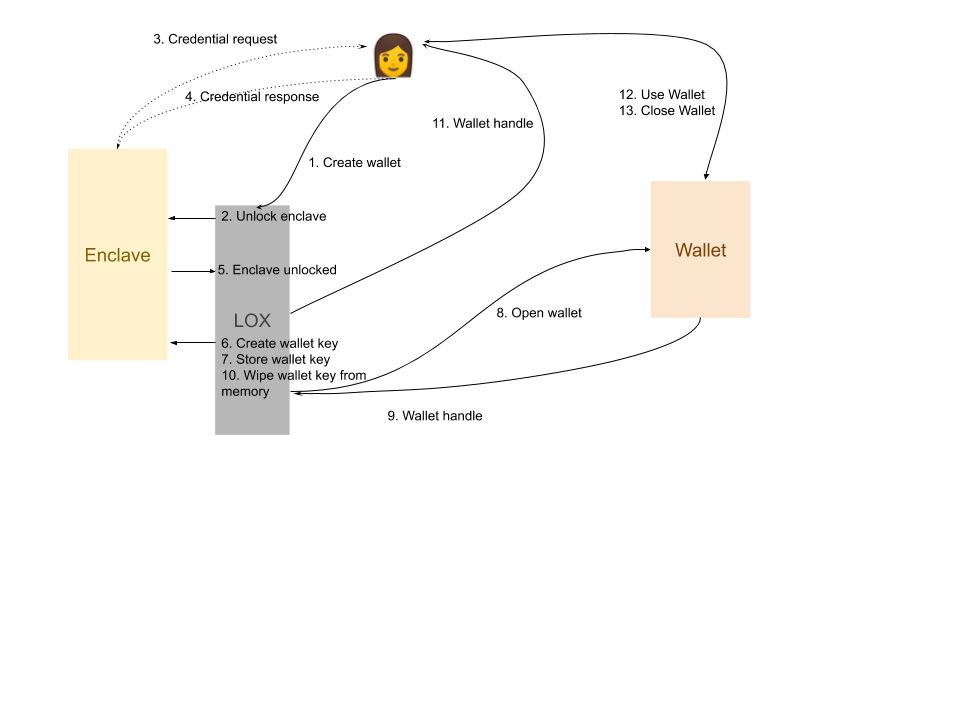 3. Credential request
4. Credential response
12. Use Wallet
13. Close Wallet
11. Wallet handle
1. Create wallet
2. Unlock enclave
Enclave
Wallet
5. Enclave unlocked
8. Open wallet
LOX
6. Create wallet key
7. Store wallet key
10. Wipe wallet key from
memory
9. Wallet handle